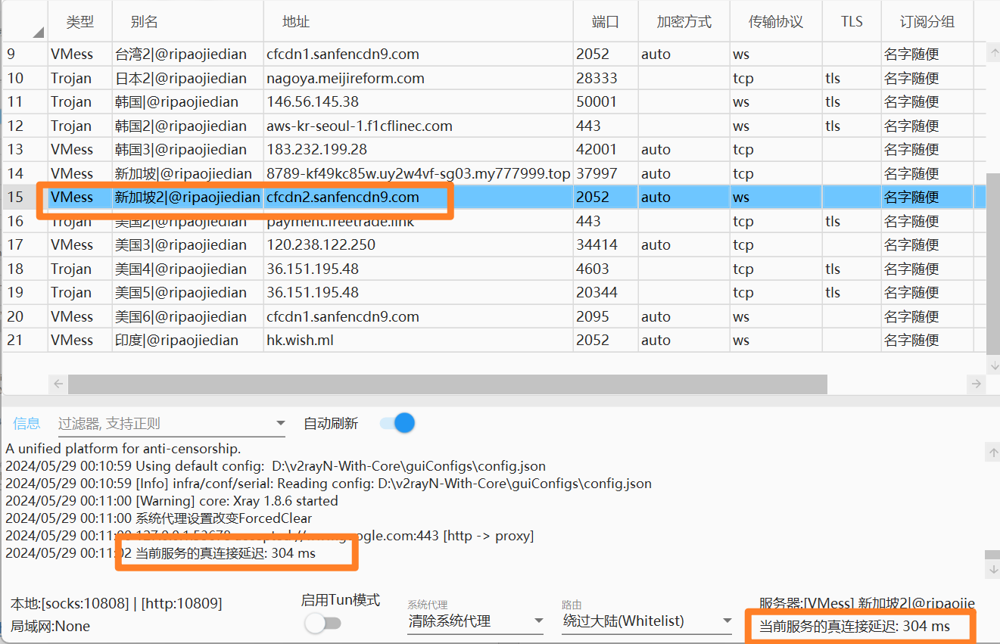 类型 别名 地址 端口 加密方式 传输协议 TLS 订阅分组
9 VMess 台湾2|@ripaojiedian cfcdn1.sanfencdn9.com 2052 auto ws 名字随便
10 Trojan 日本2|@ripaojiedian nagoya.meijireform.com 28333 tcp tls 名字随便
11 Trojan 韩国|@ripaojiedian 146.56.145.38 50001 ws tls 名字随便
12 Trojan 韩国2|@ripaojiedian aws-kr-seoul-1.f1cflinec.com 443 ws tls 名字随便
13 VMess 韩国3|@ripaojiedian 183.232.199.28 42001 auto tcp 名字随便
14 VMess 新加坡|@ripaojiedian 8789-kf49kc85w.uy2w4vf-sg03.my777999.top 37997 auto tcp 名字随便
15 VMess 新加坡2|@ripaojiedian cfcdn2.sanfencdn9.com 2052 auto ws 名字随便
16 Trojan 美国2|@ripaojiedian payment.freetrade.link 443 tcp tls 名字随便
17 VMess 美国3|@ripaojiedian 120.238.122.250 34414 auto tcp 名字随便
18 Trojan 美国4|@ripaojiedian 36.151.195.48 4603 tcp tls 名字随便
19 Trojan 美国5|@ripaojiedian 36.151.195.48 20344 tcp tls 名字随便
20 VMess 美国6|@ripaojiedian cfcdn1.sanfencdn9.com 2095 auto ws 名字随便
21 VMess 印度|@ripaojiedian hk.wish.ml 2052 auto ws 名字随便
信息 过滤器, 支持正则 自动刷新
A unified platform for anti-censorship.
2024/05/29 00:10:59 Using default config: D:\v2rayN-With-Core\guiConfigs\config.json
2024/05/29 00:10:59 [Info] infra/conf/serial: Reading config: D:\v2rayN-With-Core\guiConfigs\config.json
2024/05/29 00:11:00 [Warning] core: Xray 1.8.6 started
2024/05/29 00:11:00 系统代理设置改变ForcedClear
2024/05/29 00:11:00 [http -> proxy]
2024/05/29 00:11:02 当前服务的真连接延迟: 304 ms
本地:[socks:10808] | [http:10809]
局域网:None
启用Tun模式
系统代理
清除系统代理
路由
绕过大陆(Whitelist)
服务器:[VMess] 新加坡2|@ripaojie
当前服务的真连接延迟: 304 ms